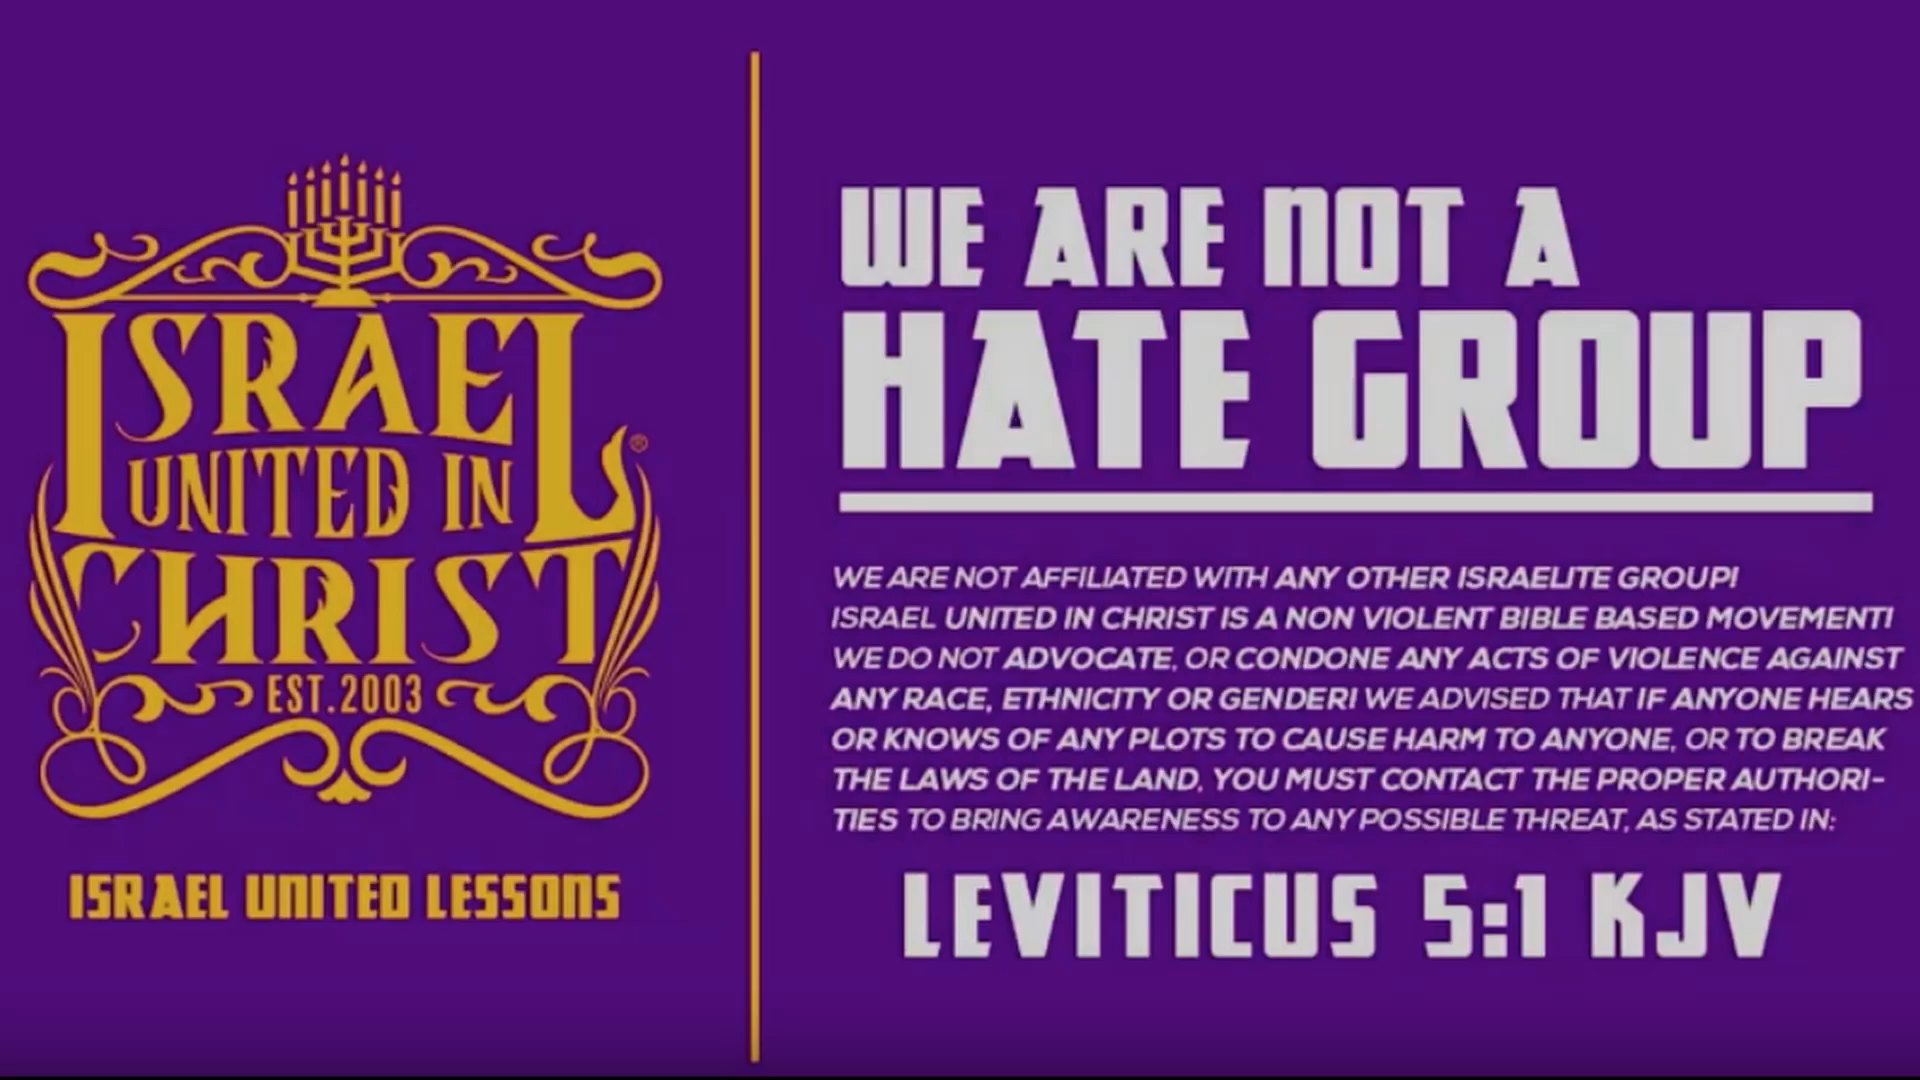 ISRAEL
UNITED IN
CHRIST
®
EST.2003
ISRAEL UNITED LESSONS
WE ARE NOT A
HATE GROUP
WE ARE NOT AFFILIATED WITH ANY OTHER ISRAELITE GROUP!
ISRAEL UNITED IN CHRIST IS A NON VIOLENT BIBLE BASED MOVEMENT!
WE DO NOT ADVOCATE, OR CONDONE ANY ACTS OF VIOLENCE AGAINST
ANY RACE, ETHNICITY OR GENDER! WE ADVISED THAT IF ANYONE HEARS
OR KNOWS OF ANY PLOTS TO CAUSE HARM TO ANYONE, OR TO BREAK
THE LAWS OF THE LAND, YOU MUST CONTACT THE PROPER AUTHORI-
TIES TO BRING AWARENESS TO ANY POSSIBLE THREAT, AS STATED IN:
LEVITICUS 5:1 KJV